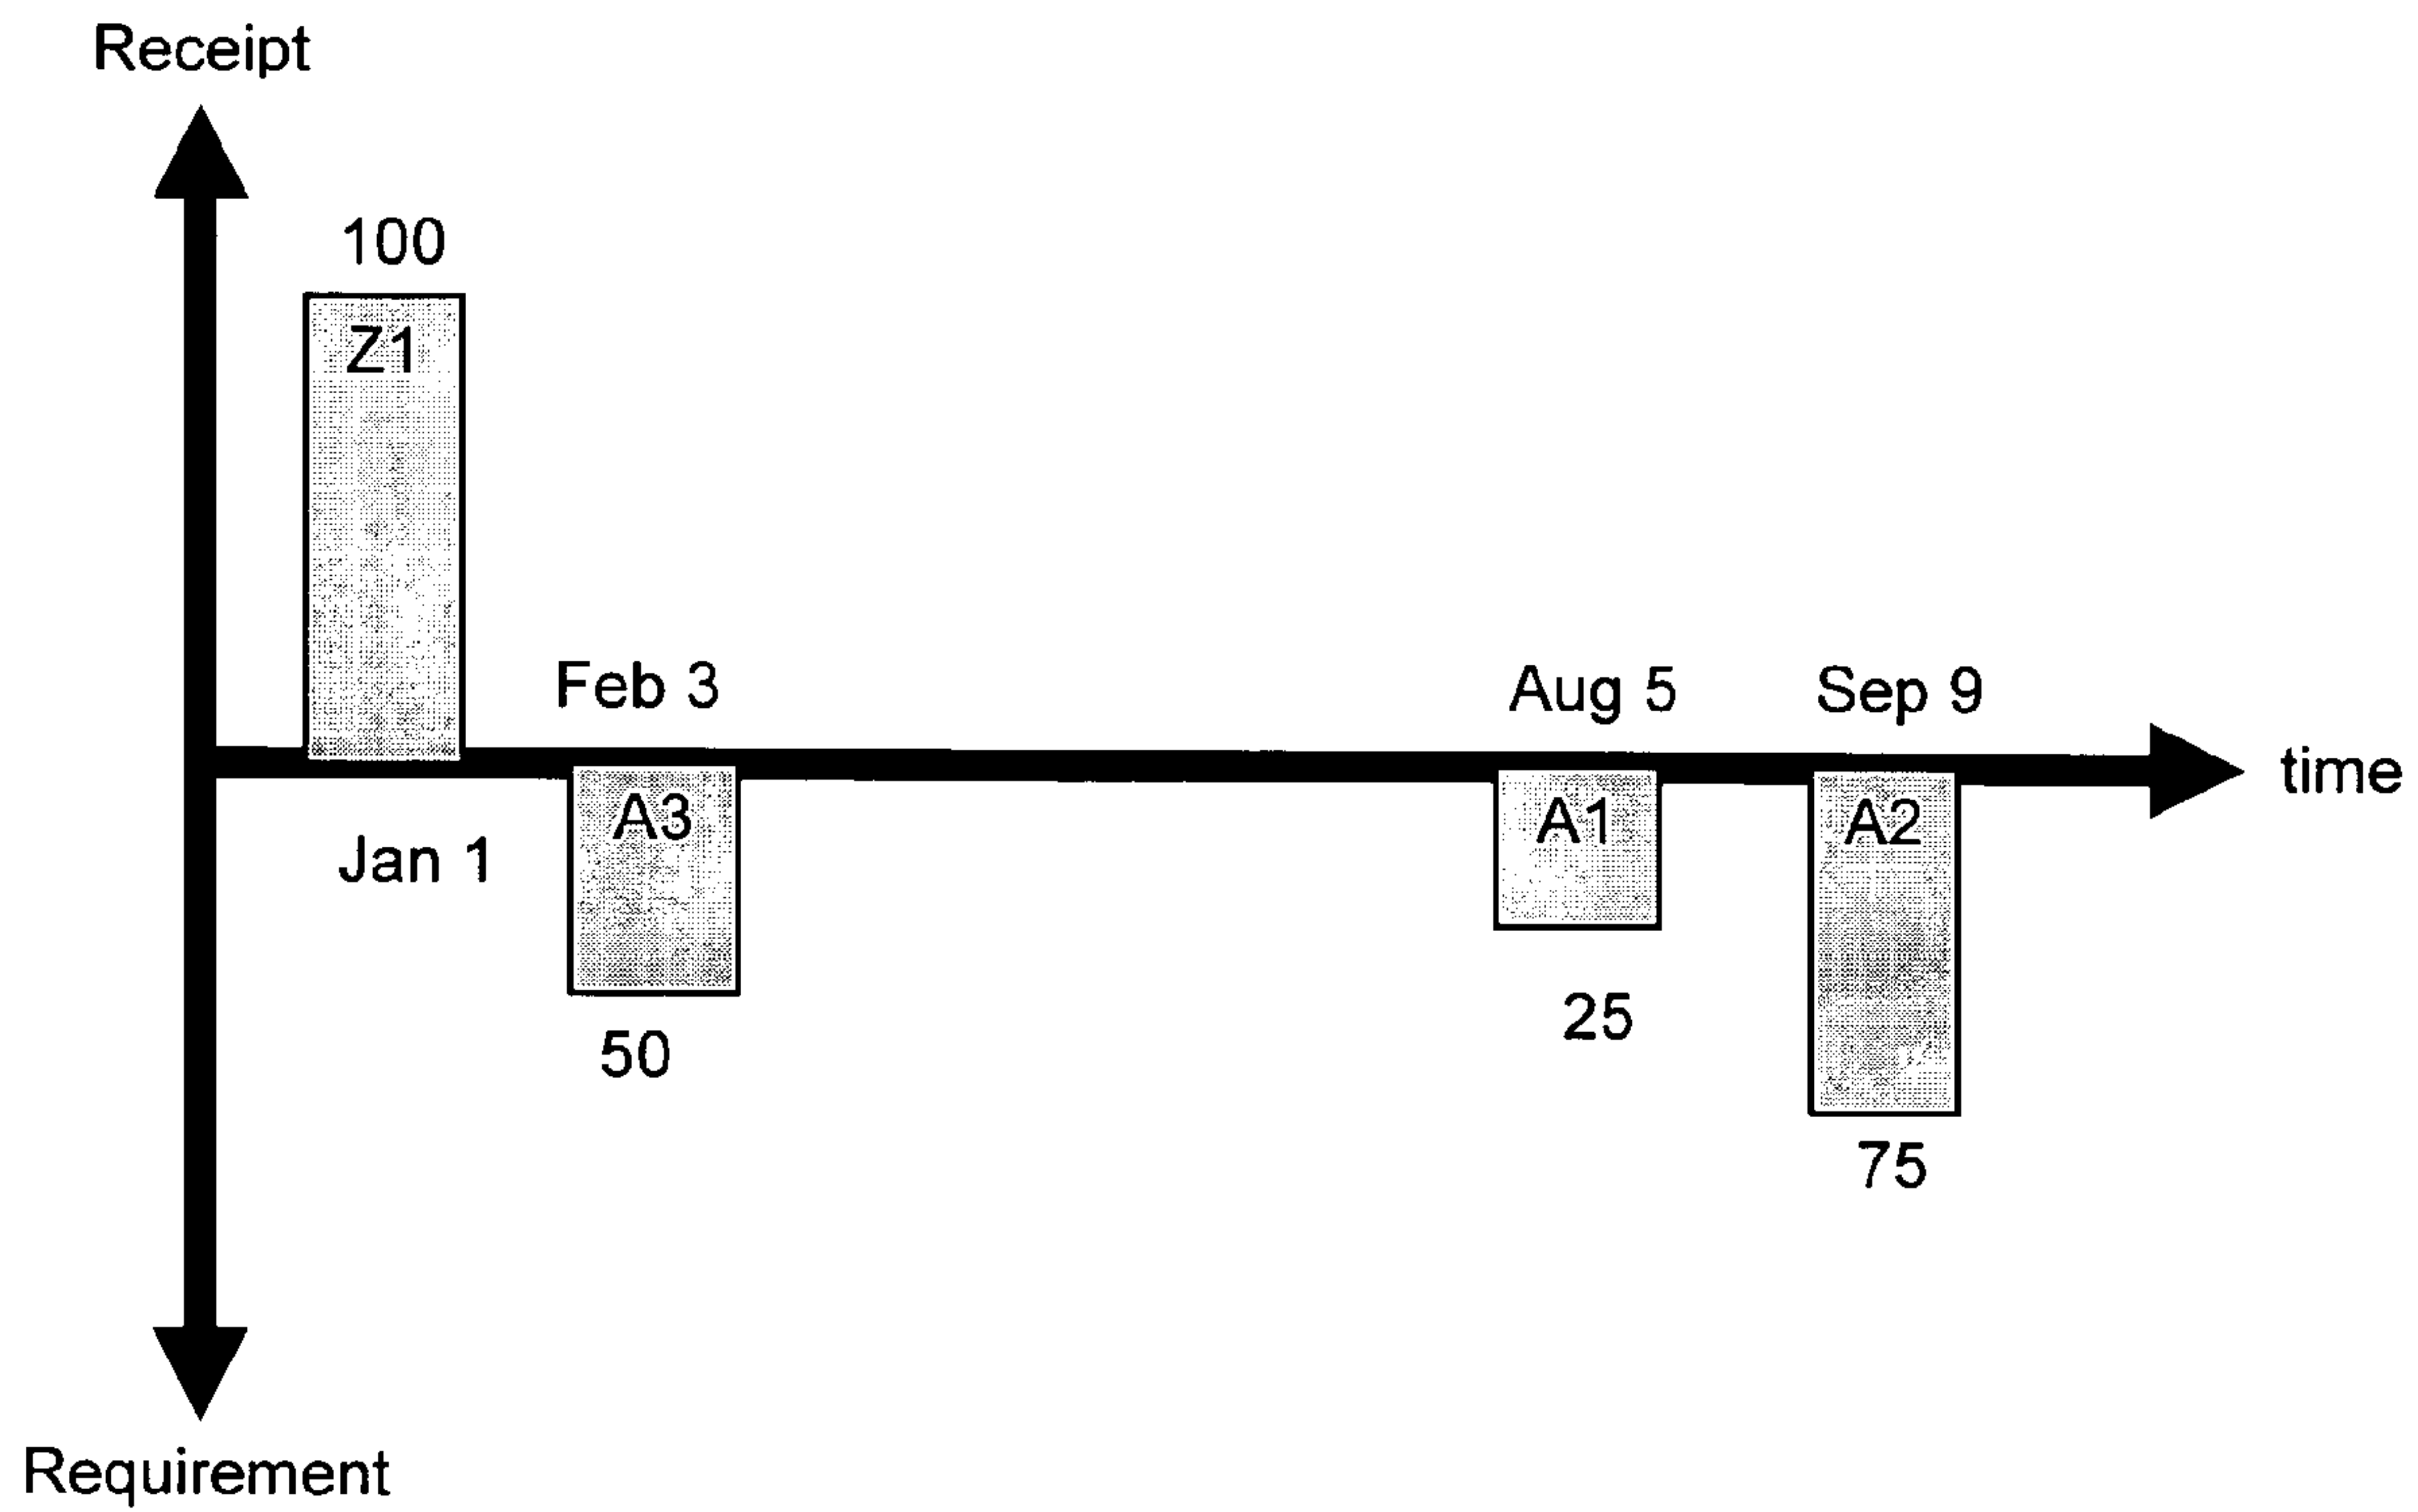 Receipt
100
Z1
Feb 3
Aug 5
Sep 9
time
A3
A1
A2
Jan 1
25
50
75
Requirement